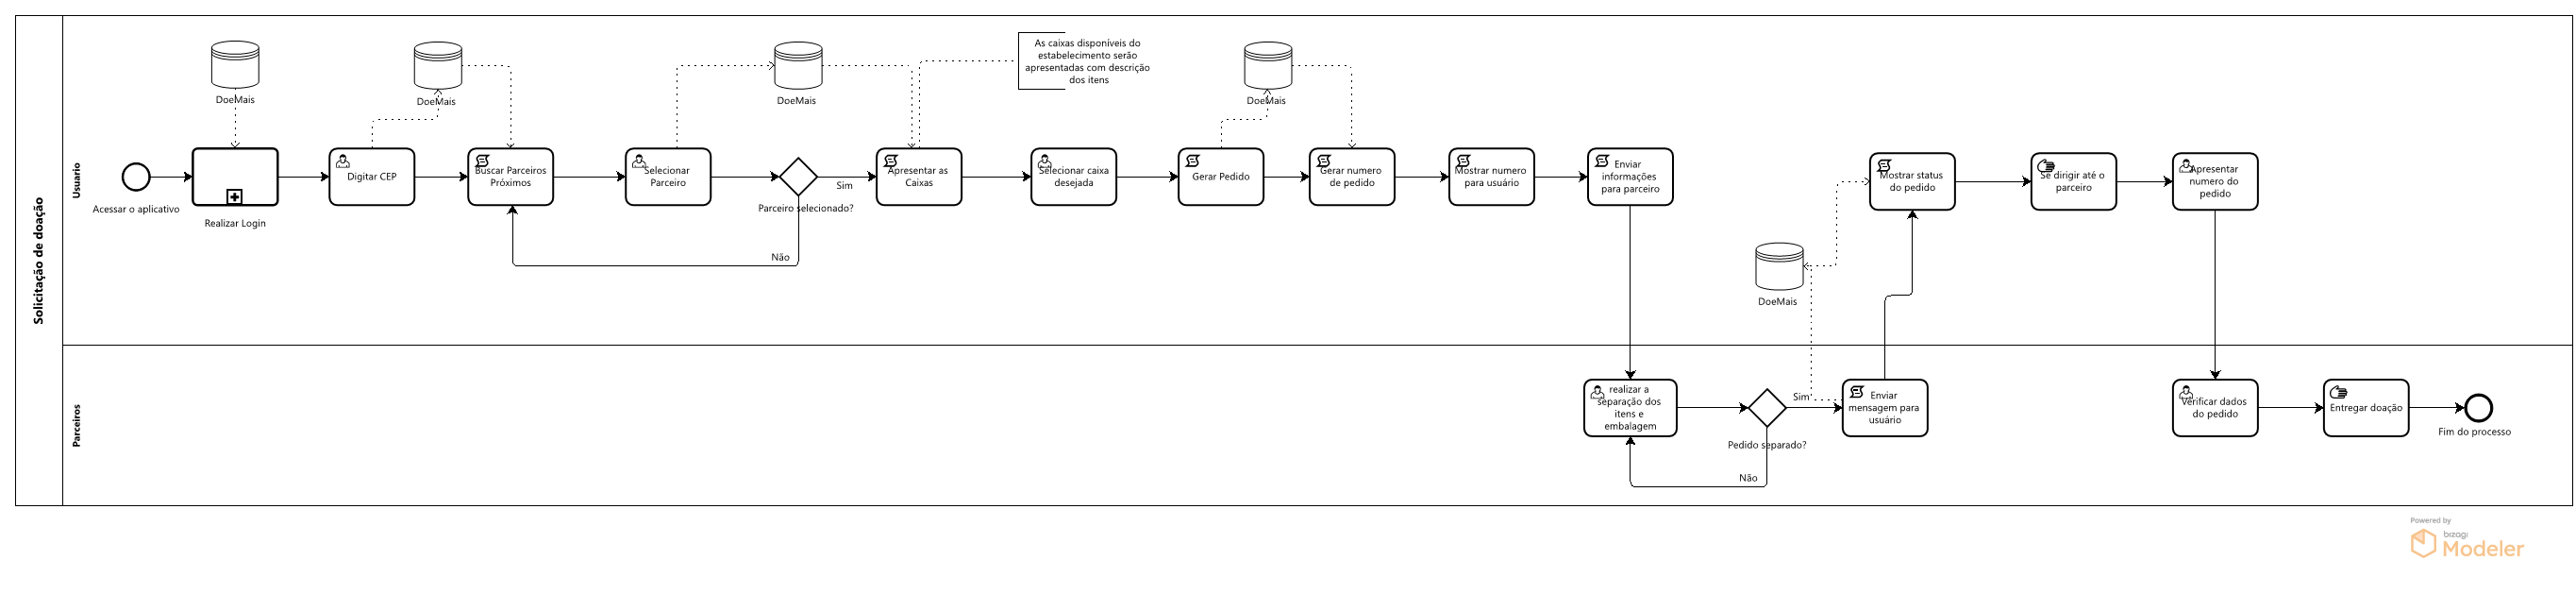 Solicitação de doação
Usuario
Acessar o aplicativo
DoeMais
Realizar Login
Digitar CEP
DoeMais
Buscar Parceiros
Próximos
Selecionar
Parceiro
DoeMais
Parceiro selecionado?
Sim
Não
Apresentar as
Caixas
As caixas disponíveis do
estabelecimento serão
apresentadas com descrição
dos itens
Selecionar caixa
desejada
Gerar Pedido
DoeMais
Gerar numero
de pedido
Mostrar numero
para usuário
Enviar
informações
para parceiro
DoeMais
Mostrar status
do pedido
Se dirigir até o
parceiro
Apresentar
numero do
pedido
Parceiros
realizar a
separação dos
itens e
embalagem
Pedido separado?
Sim
Não
Enviar
mensagem para
usuário
Verificar dados
do pedido
Entregar doação
Fim do processo
Powered by
bizagi
Modeler